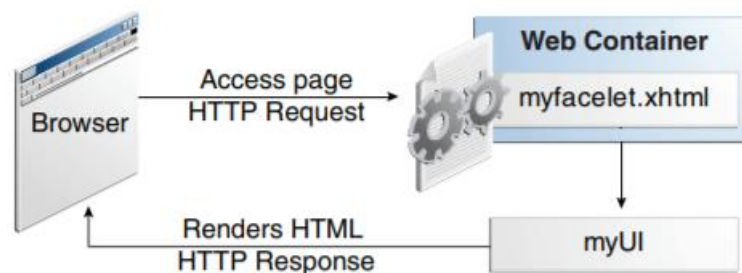 Web Container
myfacelet.xhtml
Access page
HTTP Request
Browser
Renders HTML
HTTP Response
myUI